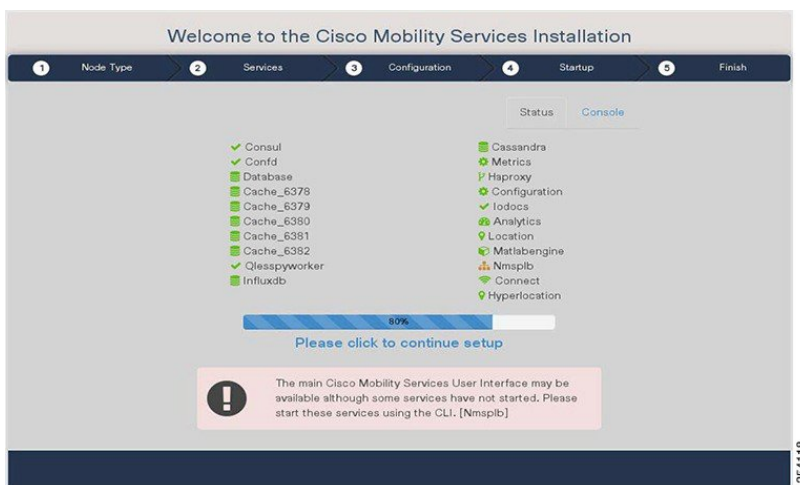 Welcome to the Cisco Mobility Services Installation
1 Node Type 2 Services 3 Configuration 4 Startup 5 Finish
Status Console
Consul
Confd
Database
Cache_6378
Cache_6379
Cache_6380
Cache_6381
Cache_6382
Qlesspyworker
Influxdb
Cassandra
Metrics
Haproxy
Configuration
Iodocs
Analytics
Location
Matlabengine
Nmsplb
Connect
Hyperlocation
80%
Please click to continue setup
The main Cisco Mobility Services User Interface may be
available although some services have not started. Please
start these services using the CLI. [Nmsplb]